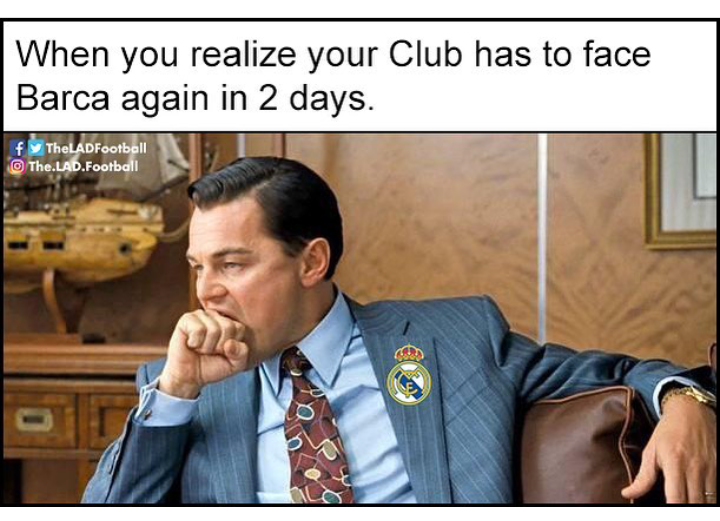 When you realize your Club has to face
Barca again in 2 days.
TheLADFootball
The.LAD.Football